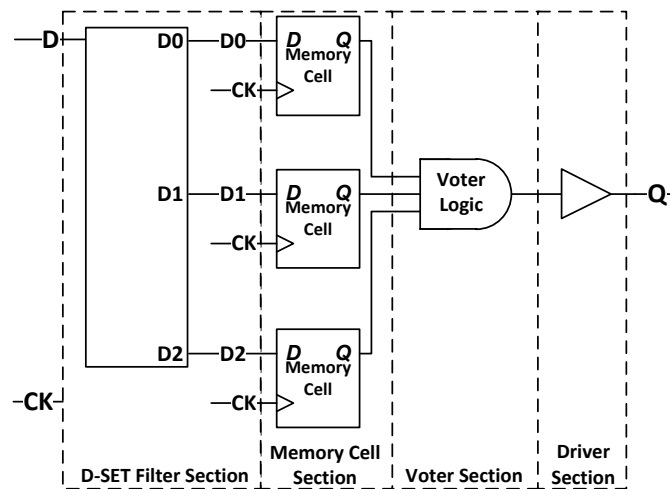 D D0 D0 D Q
Memory
Cell
CK
D1 D1 D Q
Memory
Cell
CK
Voter
Logic
Q
D2 D2 D Q
Memory
Cell
CK
CK
D-SET Filter Section
Memory Cell
Section
Voter Section
Driver
Section